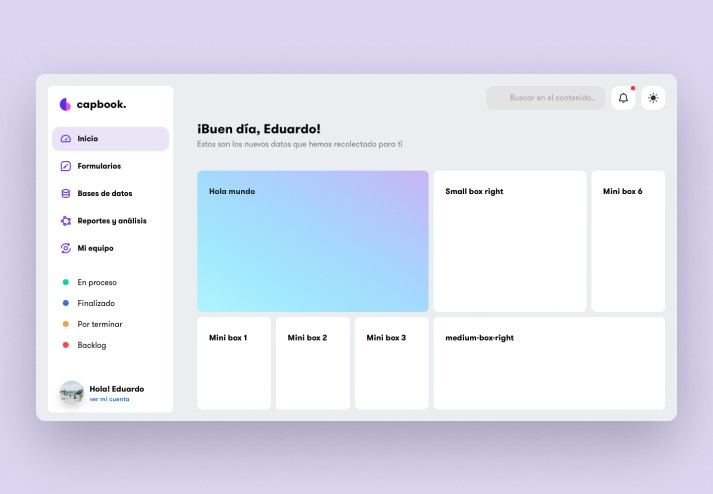 capbook.
Buscar en el contenido..
Inicio
Formularios
Bases de datos
Reportes y análisis
Mi equipo
En proceso
Finalizado
Por terminar
Backlog
Hola! Eduardo
ver mi cuenta
¡Buen día, Eduardo!
Estos son los nuevos datos que hemos recolectado para tí
Hola mundo
Small box right
Mini box 6
Mini box 1
Mini box 2
Mini box 3
medium-box-right